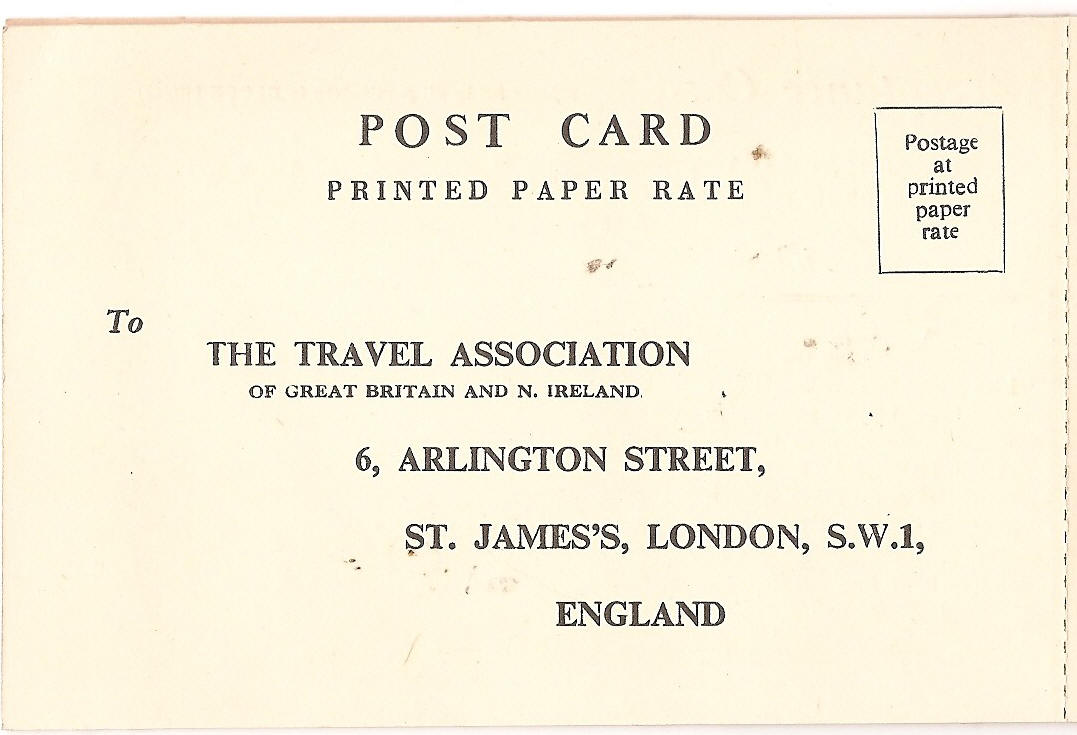 POST CARD
PRINTED PAPER RATE
Postage
at
printed
paper
rate
To
THE TRAVEL ASSOCIATION
OF GREAT BRITAIN AND N. IRELAND.
6, ARLINGTON STREET,
ST. JAMES'S, LONDON, S.W.1,
ENGLAND